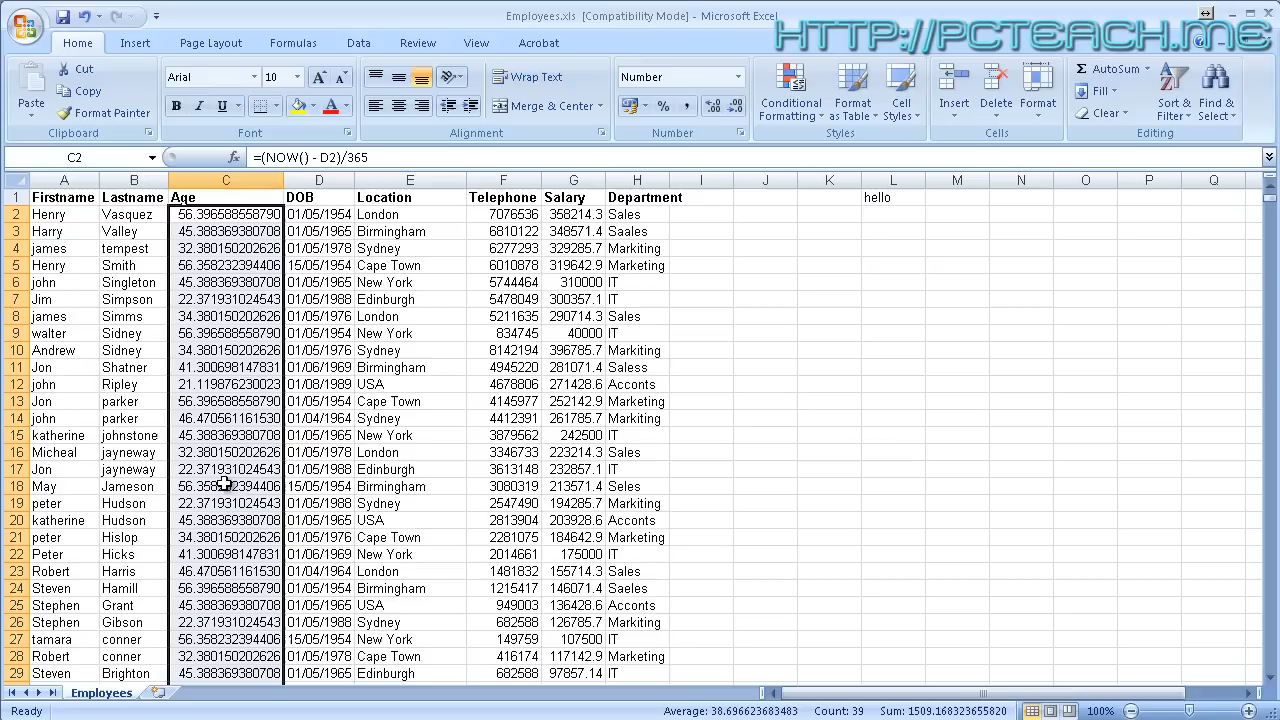 Employees.xls [Compatibility Mode] - Microsoft Excel
HTTP://PCTEACH.ME
Home Insert Page Layout Formulas Data Review View
Cut Arial 10 Wrap Text Number AutoSum
Copy Fill
Paste Format Painter B I U Merge & Center % , Conditional Formatting Format as Table Cell Styles Insert Delete Format Clear Sort & Filter Find & Select
Clipboard Font Alignment Number Styles Cells Editing
C2 fx =(NOW() - D2)/365
A B C D E F G H I J K L M N O P Q
1 Firstname Lastname Age DOB Location Telephone Salary Department hello
2 Henry Vasquez 56.396588558790 01/05/1954 London 7076538 Sales
3 Harry Valley 45.388369380708 01/05/1965 Birmingham 6810122 348571.4 Saales
4 james tempest 32.380150202626 01/05/1978 Sydney 6277293 329285.7 Markiting
5 Henry Smith 56.358232394406 15/05/1954 Cape Town 6010878 319642.9 Marketing
6 john Singleton 45.388369380708 01/05/1965 New York 5744464 310000 IT
7 Jim Simpson 22.371931024543 01/05/1988 Edinburgh 5478049 300357.1 IT
8 james Simms 34.380150202626 01/05/1976 London 5211635 290714.3 Sales
9 walter Sidney 56.396588558790 01/05/1954 New York 834745 40000 IT
10 Andrew Sidney 34.380150202626 01/05/1976 Sydney 8142194 396785.7 Markiting
11 Jon Shatner 41.300698147831 01/06/1969 Birmingham 4945220 281071.4 Saless
12 john Ripley 21.119876230023 01/08/1989 USA 4678806 271428.6 Acconts
13 Jon parker 56.396588558790 01/05/1954 Cape Town 4145977 252142.9 Marketing
14 john parker 46.470561161530 01/04/1964 Sydney 4412391 261785.7 Markiting
15 katherine johnstone 45.388369380708 01/05/1965 New York 3879562 242500 IT
16 Micheal jayneway 32.380150202626 01/05/1978 London 3346733 223214.3 Sales
17 Jon jayneway 22.371931024543 01/05/1988 Edinburgh 3613148 232857.1 IT
18 May Jameson 15/05/1954 Birmingham 3080319 213571.4 Seles
19 peter Hudson 22.371931024543 01/05/1988 Sydney 2547490 194285.7 Markiting
20 katherine Hudson 45.388369380708 01/05/1965 USA 2813904 203928.6 Acconts
21 peter Hislop 34.380150202626 01/05/1976 Cape Town 2281075 184642.9 Marketing
22 Peter Hicks 41.300698147831 01/06/1969 New York 2014661 175000 IT
23 Robert Harris 46.470561161530 01/04/1964 London 1481832 155714.3 Sales
24 Steven Hamill 56.396588558790 01/05/1954 Birmingham 1215417 146071.4 Saeles
25 Stephen Grant 45.388369380708 01/05/1965 USA 949003 136428.6 Acconts
26 Stephen Gibson 22.371931024543 01/05/1988 Sydney 682588 126785.7 Markiting
27 tamara conner 56.358232394406 15/05/1954 New York 149759 107500 IT
28 Robert conner 32.380150202626 01/05/1978 Cape Town 416174 117142.9 Marketing
29 Steven Brighton 45.388369380708 01/05/1965 Edinburgh 682588 97857.14 IT
Employees
Ready Average: 38.696623683483 Count: 39 Sum: 1509.168323655820 100%